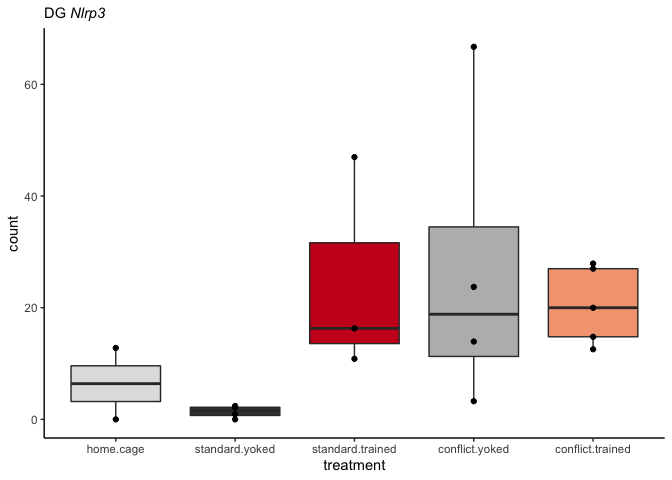 DG Nlrp3
60
40
20
0
count
home.cage standard.yoked standard.trained conflict.yoked conflict.trained
treatment